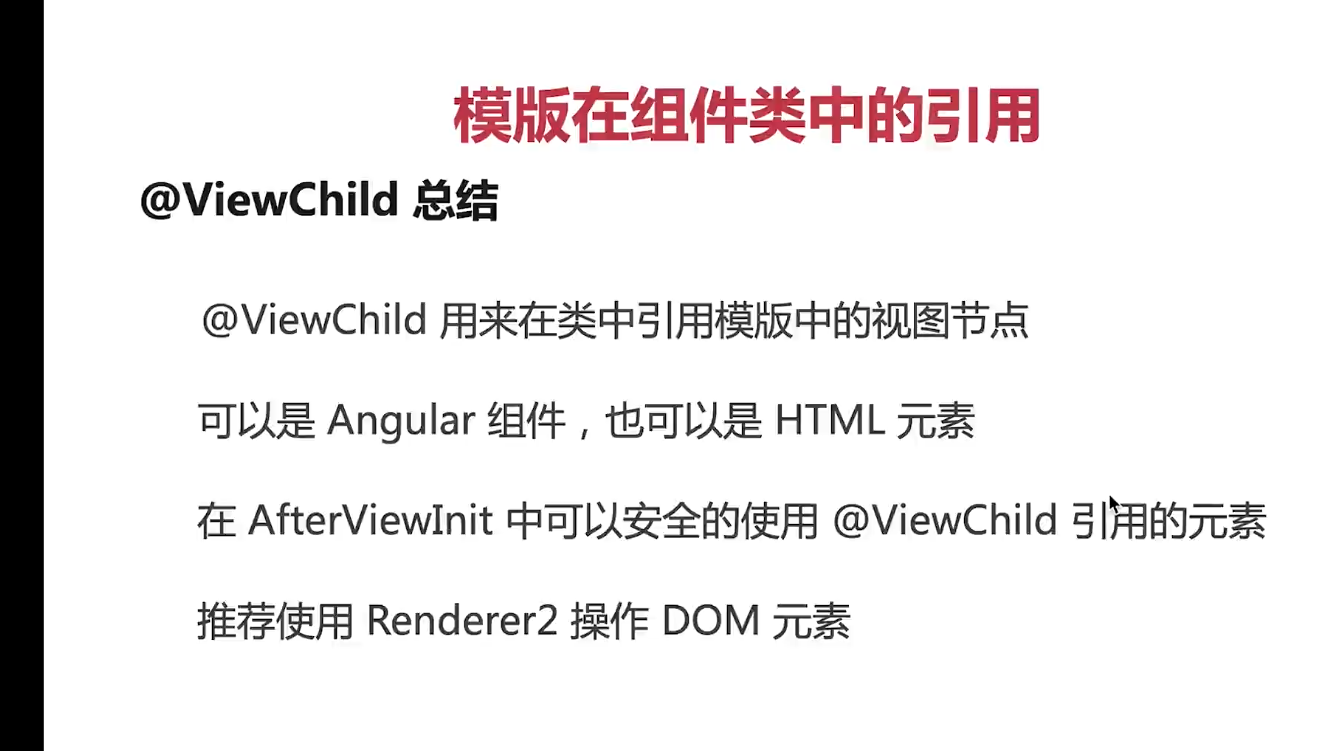 模版在组件类中的引用
@ViewChild 总结
@ViewChild 用来在类中引用模版中的视图节点
可以是 Angular 组件，也可以是 HTML 元素
在 AfterViewInit 中可以安全的使用 @ViewChild 引用的元素
推荐使用 Renderer2 操作 DOM 元素